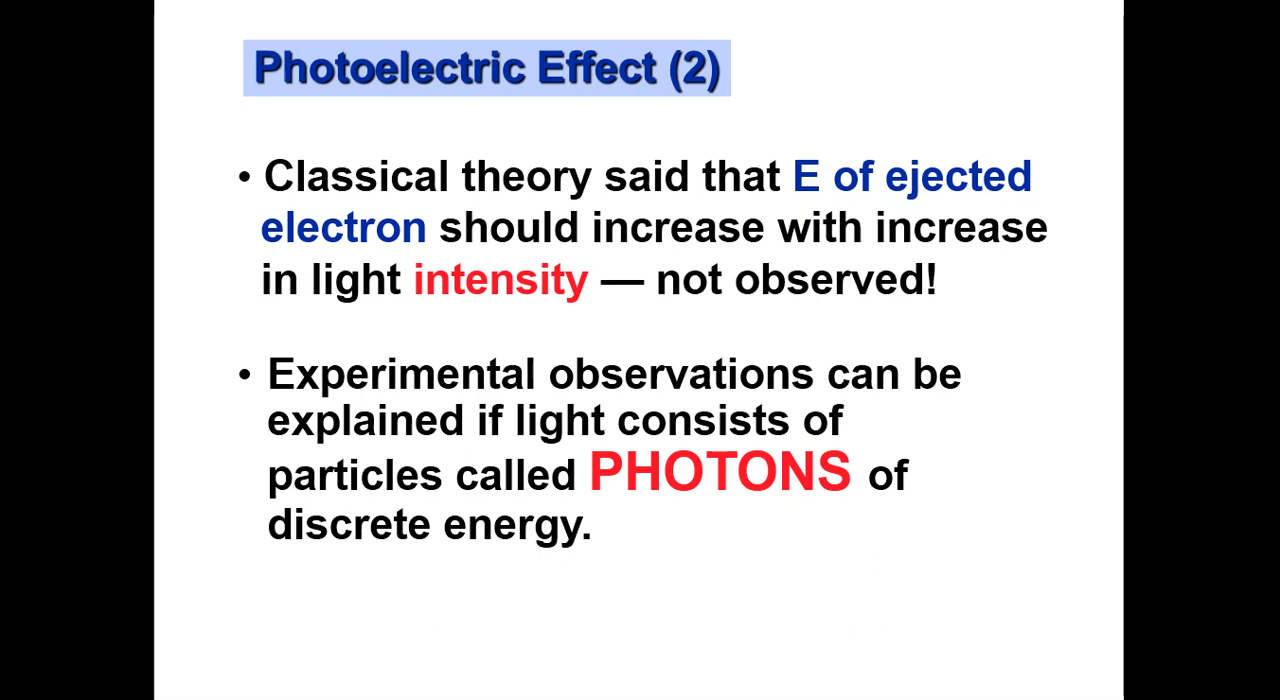 Photoelectric Effect (2)
• Classical theory said that E of ejected
electron should increase with increase
in light intensity — not observed!
• Experimental observations can be
explained if light consists of
particles called PHOTONS of
discrete energy.